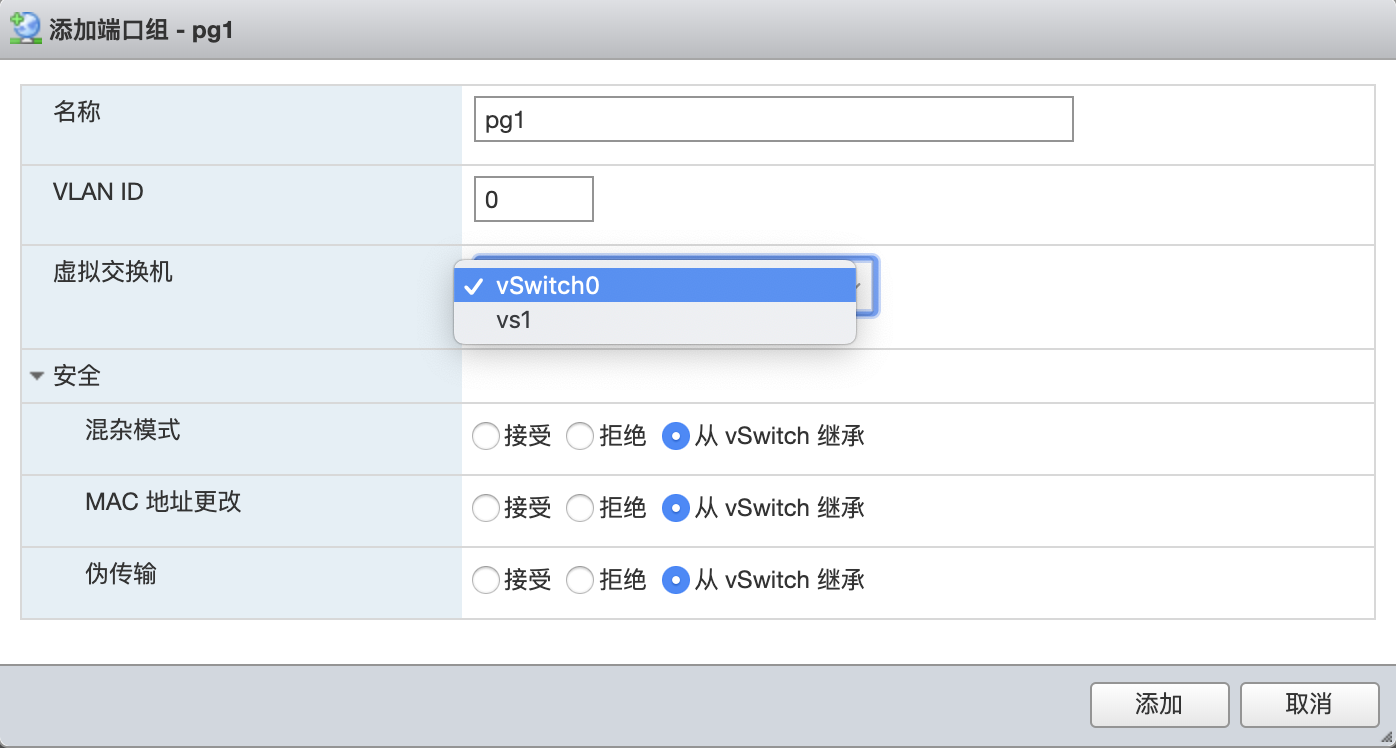 添加端口组 - pg1
名称
pg1
VLAN ID
0
虚拟交换机
vSwitch0
vs1
安全
混杂模式
接受 拒绝 从 vSwitch 继承
MAC 地址更改
接受 拒绝 从 vSwitch 继承
伪传输
接受 拒绝 从 vSwitch 继承
添加 取消